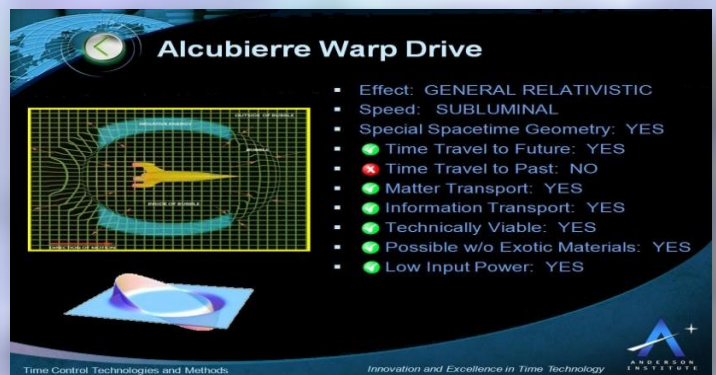 Alcubierre Warp Drive
Effect: GENERAL RELATIVISTIC
Speed: SUBLUMINAL
Special Spacetime Geometry: YES
Time Travel to Future: YES
Time Travel to Past: NO
Matter Transport: YES
Information Transport: YES
Technically Viable: YES
Possible w/o Exotic Materials: YES
Low Input Power: YES
OUTSIDE OF BUBBLE
NEGATIVE ENERGY
BUBBLE
INSIDE OF BUBBLE
DIRECTION OF MOTION
ANDERSON
INSTITUTE
Time Control Technologies and Methods
Innovation and Excellence in Time Technology